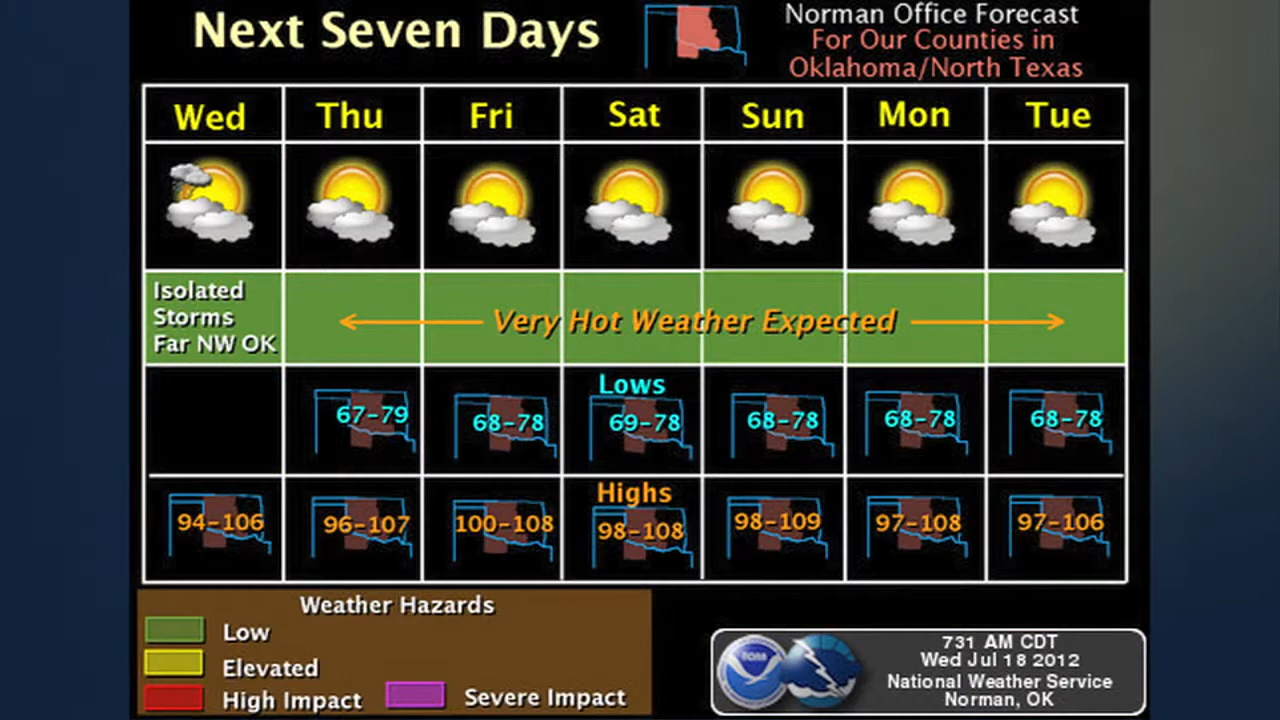 Next Seven Days
Norman Office Forecast
For Our Counties in
Oklahoma/North Texas
Wed Thu Fri Sat Sun Mon Tue
Isolated
Storms
Far NW OK
Very Hot Weather Expected
Lows
67-79 68-78 69-78 68-78 68-78 68-78
Highs
94-106 96-107 100-108 98-108 98-109 97-108 97-106
Weather Hazards
Low
Elevated
High Impact Severe Impact
NOAA
731 AM CDT
Wed Jul 18 2012
National Weather Service
Norman, OK